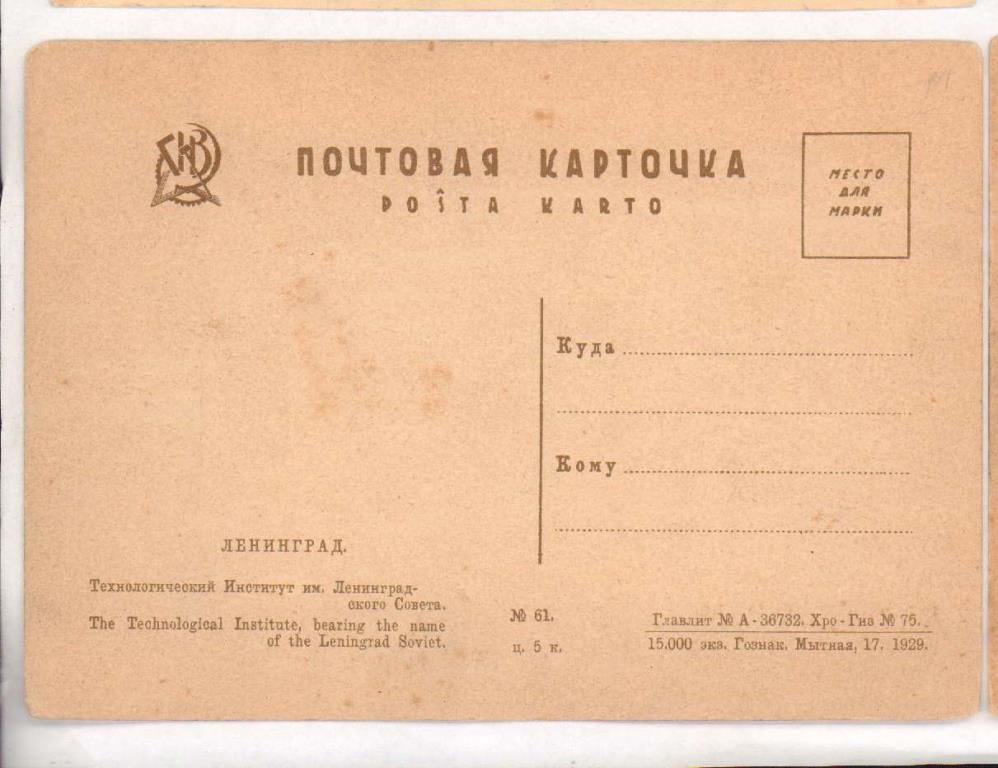 ПОЧТОВАЯ КАРТОЧКА
POŜTA KARTO
МЕСТО
ДЛЯ
МАРКИ
Куда
Кому
ЛЕНИНГРАД.
Технологический Институт им. Ленинград-
ского Совета.
The Technological Institute, bearing the name
of the Leningrad Soviet.
№ 61.
ц. 5 к.
Главлит № А - 36732. Хро - Гиз № 75.
15.000 экз. Гознак. Мытная, 17. 1929.